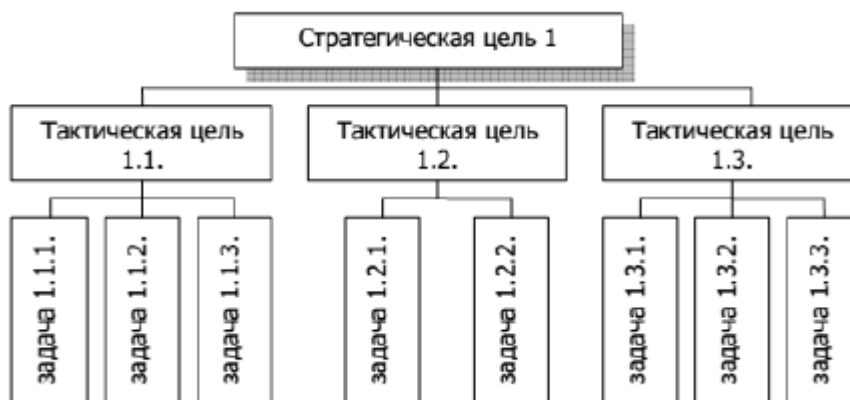 Стратегическая цель 1
Тактическая цель
1.1.
Тактическая цель
1.2.
Тактическая цель
1.3.
задача 1.1.1.
задача 1.1.2.
задача 1.1.3.
задача 1.2.1.
задача 1.2.2.
задача 1.3.1.
задача 1.3.2.
задача 1.3.3.